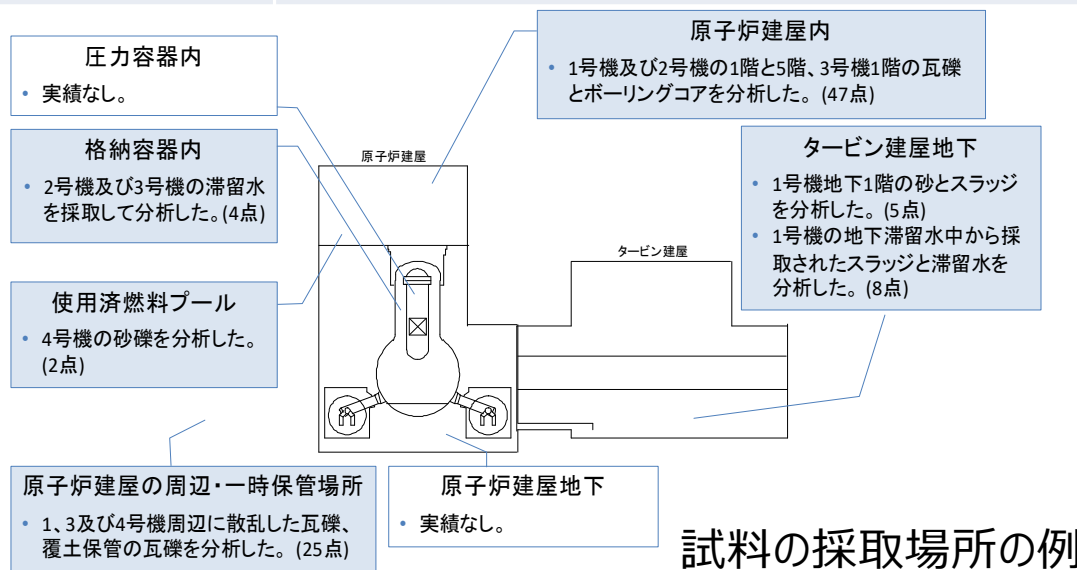 圧力容器内
• 実績なし。
格納容器内
• 2号機及び3号機の滞留水
を採取して分析した。(4点)
使用済燃料プール
• 4号機の砂礫を分析した。
(2点)
原子炉建屋の周辺・一時保管場所
• 1、3及び4号機周辺に散乱した瓦礫、
覆土保管の瓦礫を分析した。 (25点)
原子炉建屋
原子炉建屋地下
• 実績なし。
原子炉建屋内
• 1号機及び2号機の1階と5階、3号機1階の瓦礫
とボーリングコアを分析した。 (47点)
タービン建屋
タービン建屋地下
• 1号機地下1階の砂とスラッジ
を分析した。 (5点)
• 1号機の地下滞留水中から採
取されたスラッジと滞留水を
分析した。 (8点)
試料の採取場所の例